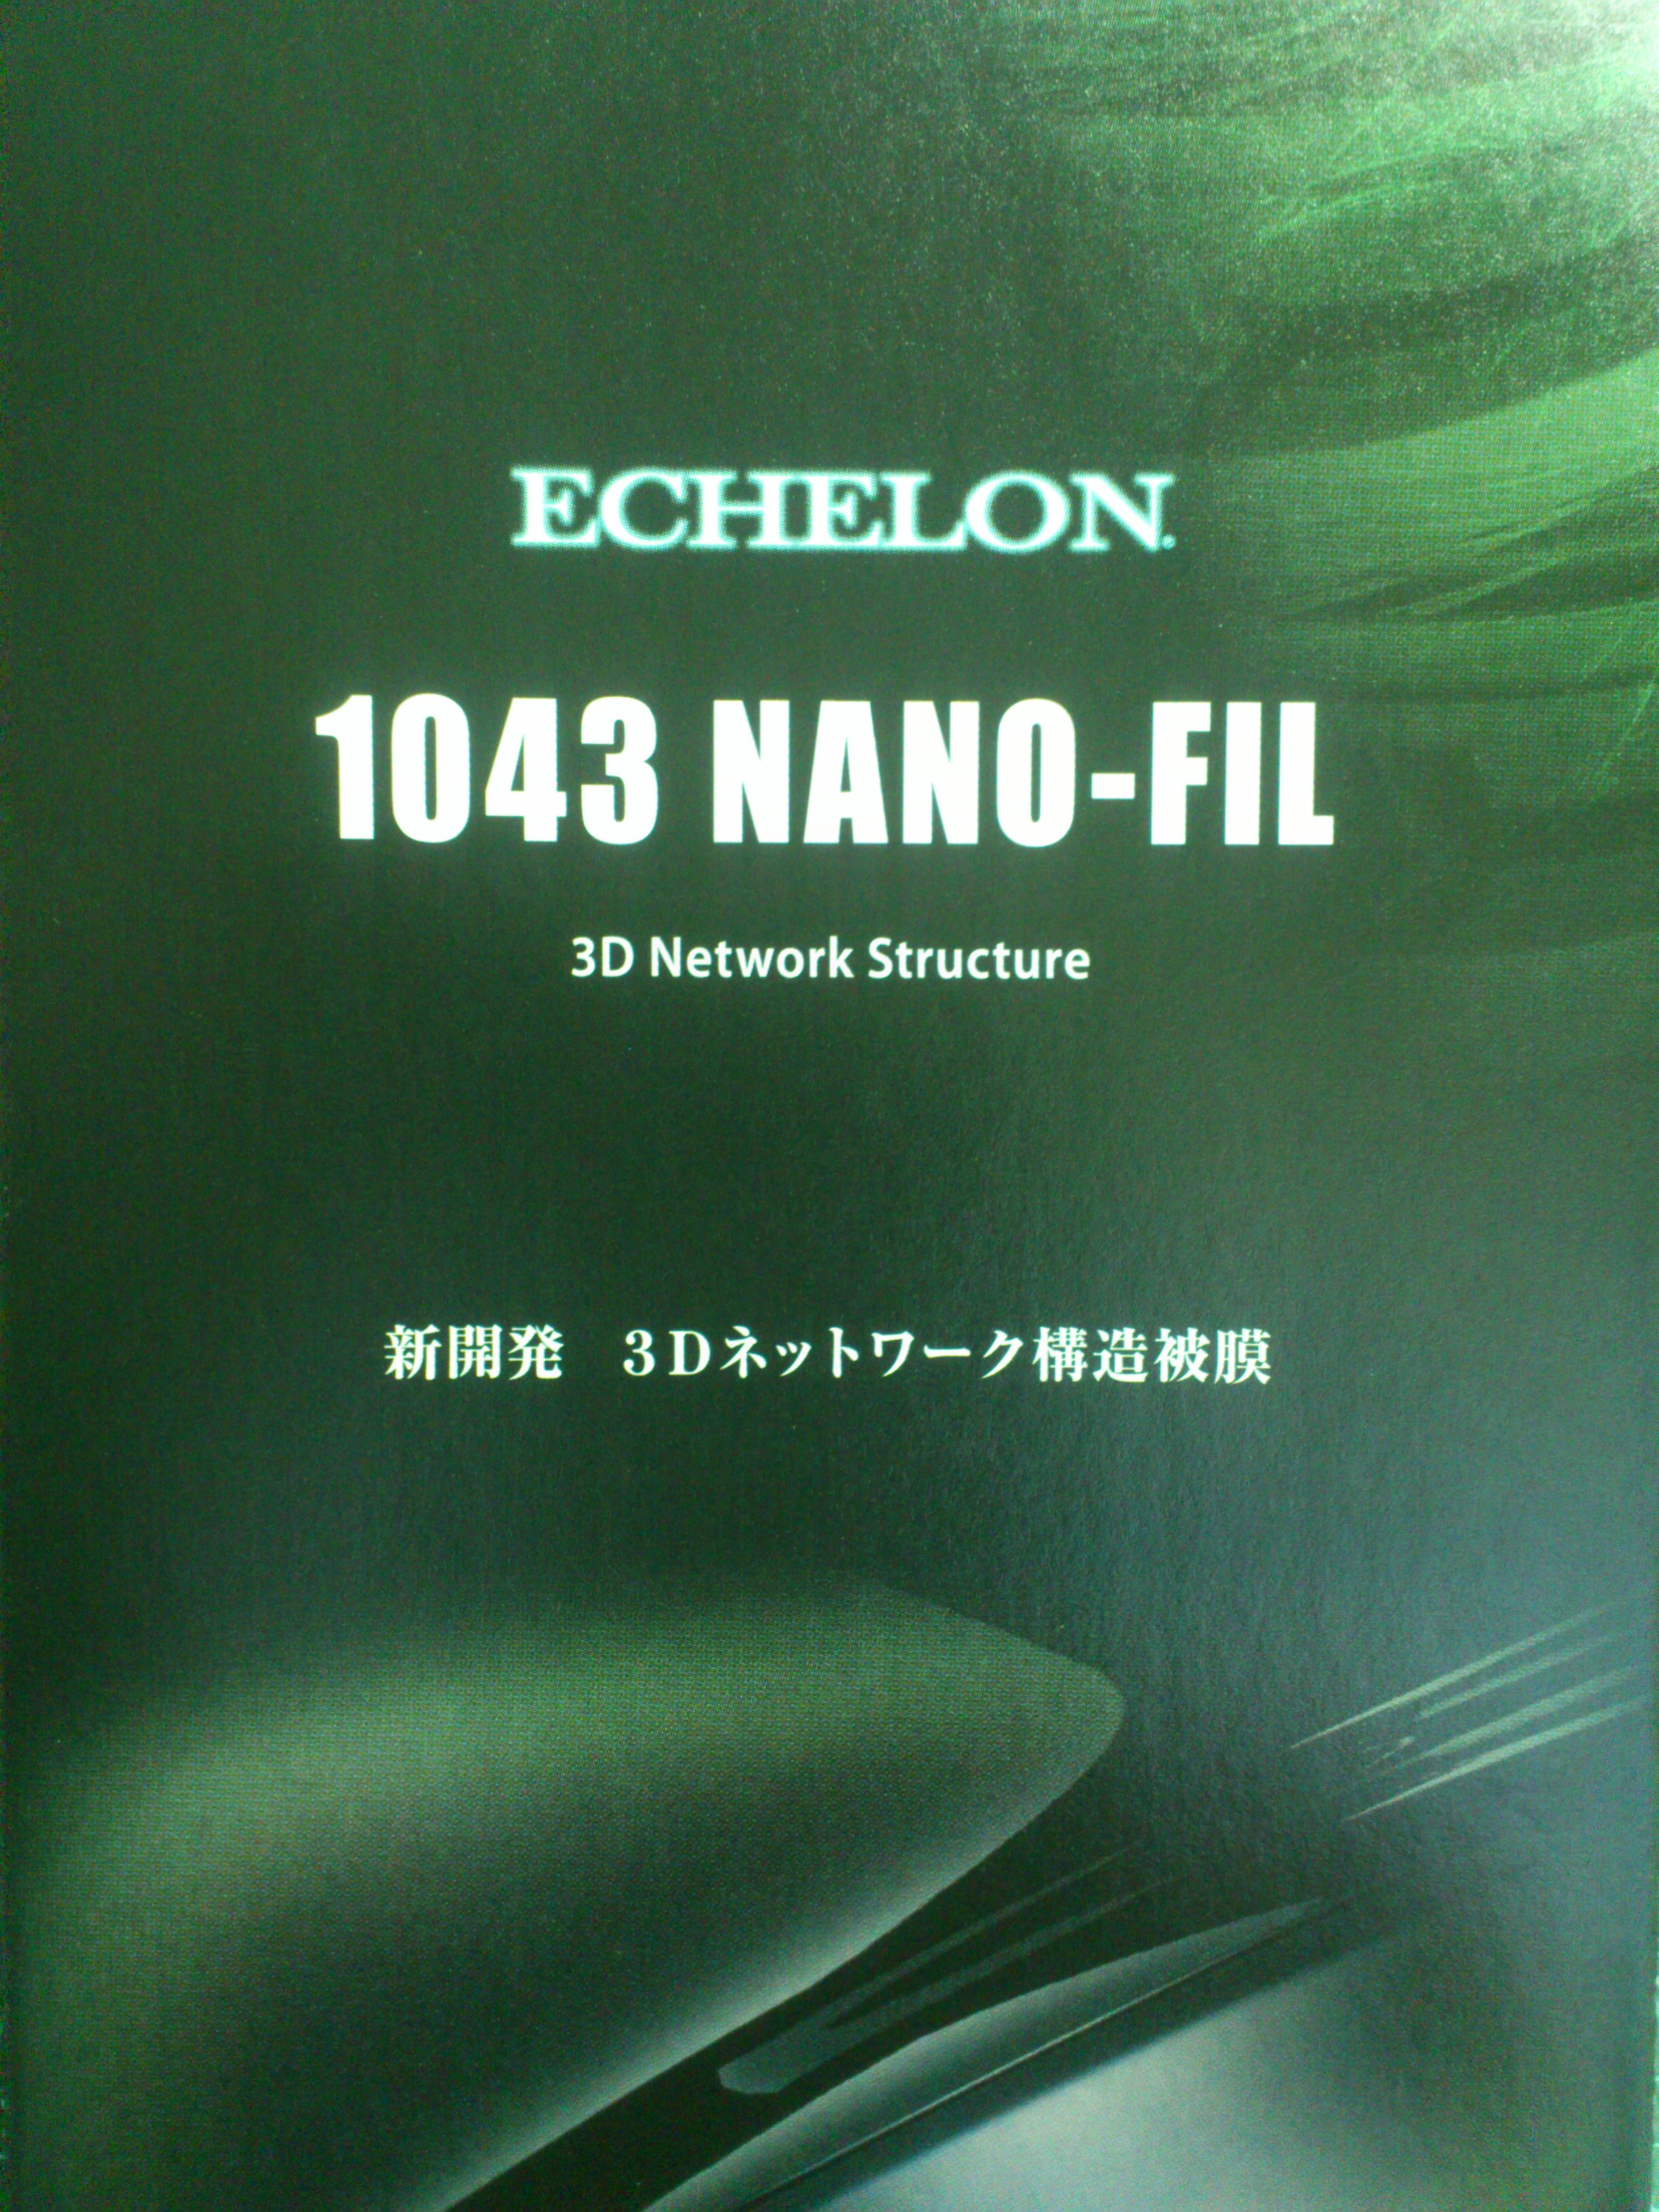 ECHELON.
1043 NANO-FIL
3D Network Structure
新開発　３Dネットワーク構造被膜